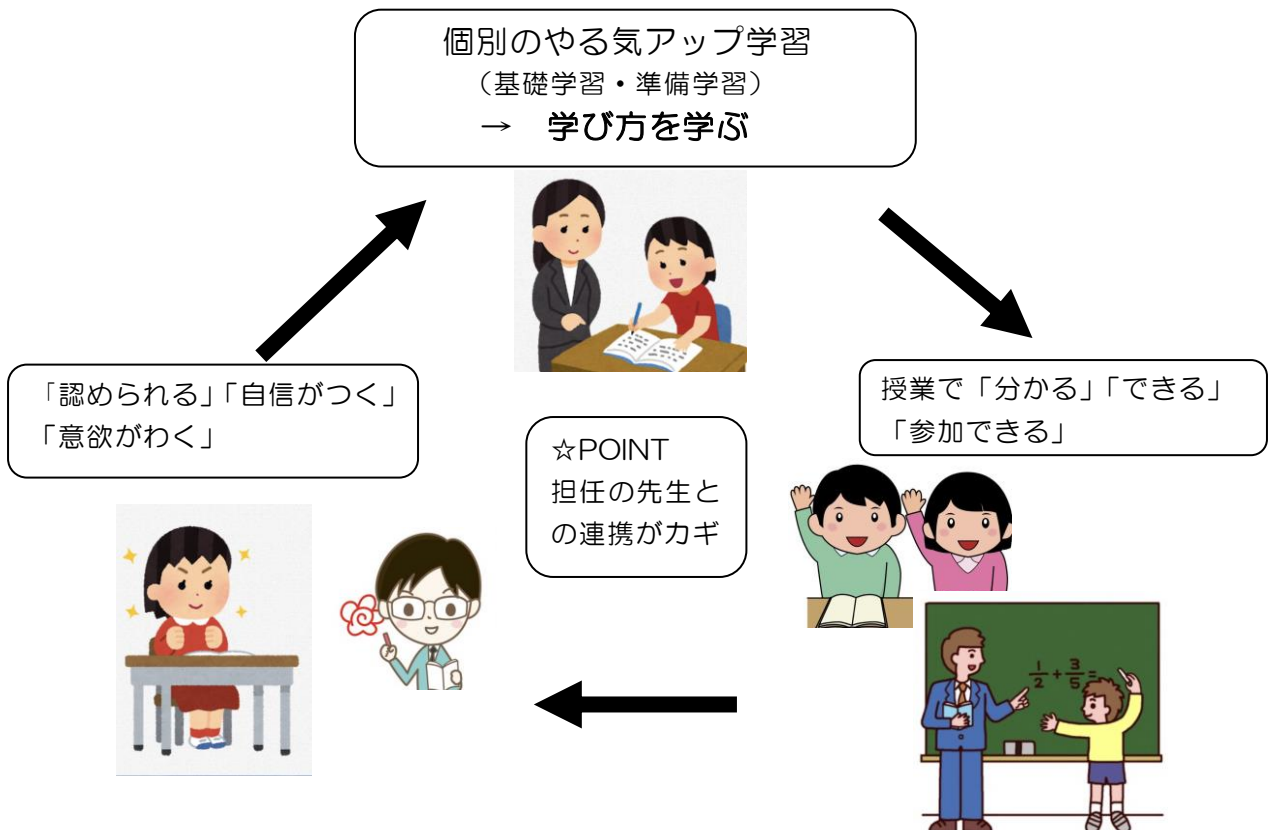 個別のやる気アップ学習
（基礎学習・準備学習）
→　学び方を学ぶ
「認められる」「自信がつく」
「意欲がわく」
授業で「分かる」「できる」
「参加できる」
☆POINT
担任の先生と
の連携がカギ
1/2+3/5=